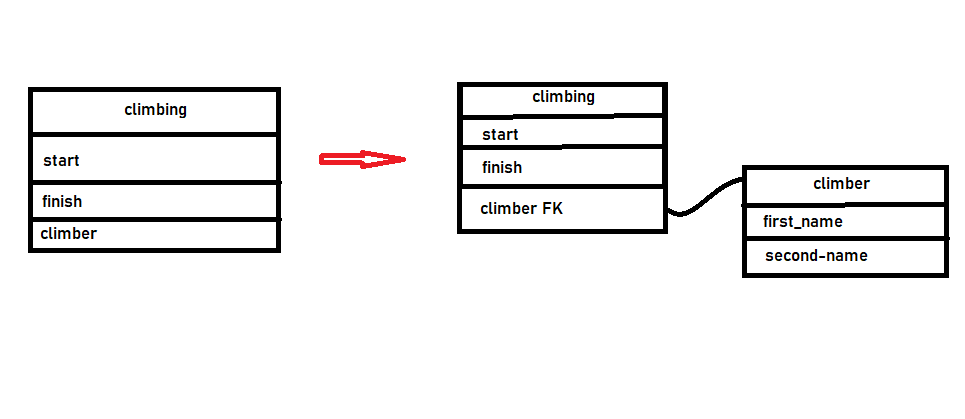 climbing
start
finish
climber
climbing
start
finish
climber FK
climber
first_name
second-name